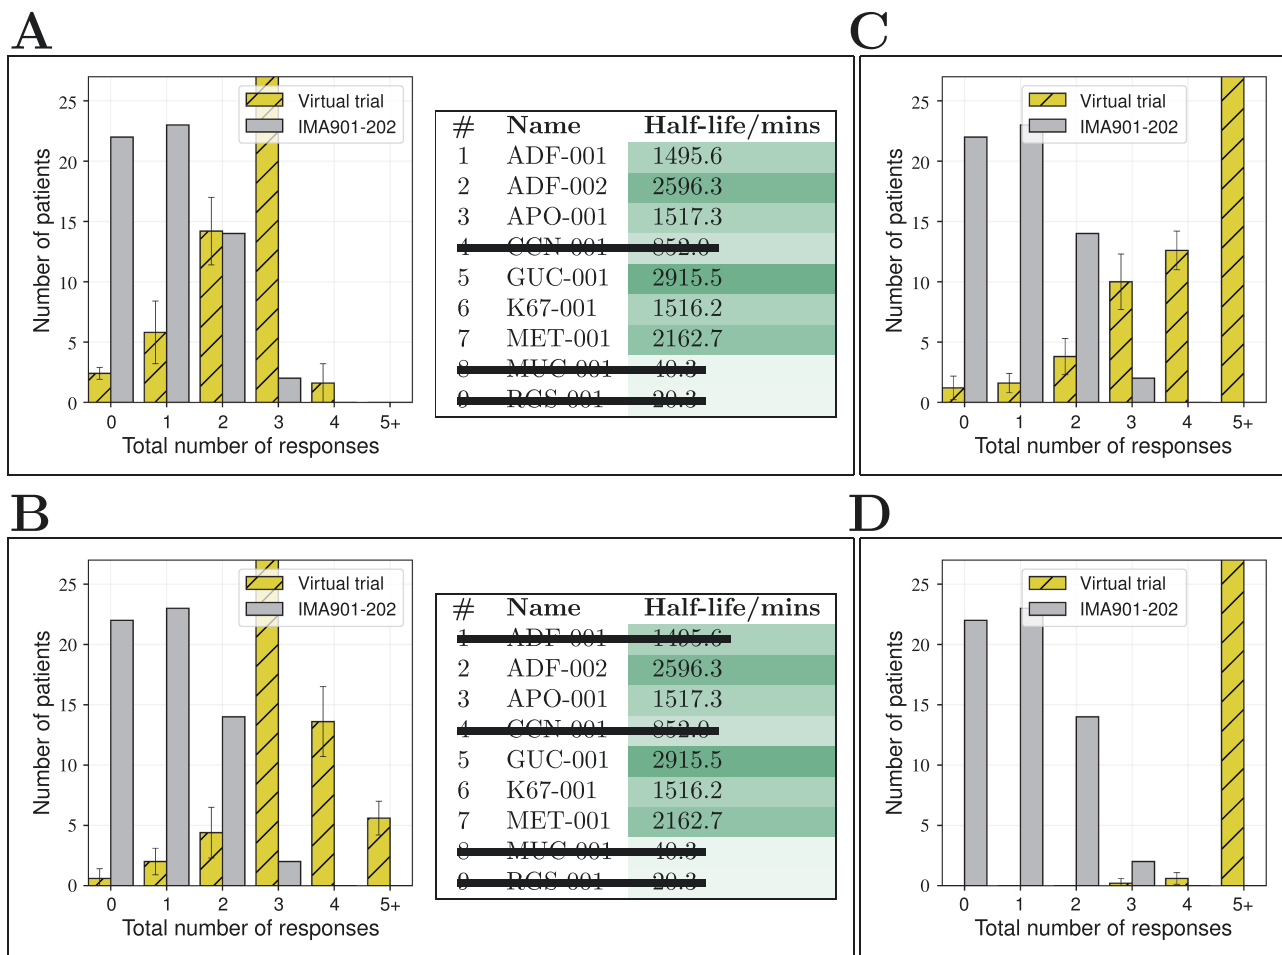 A
25
20
15
10
5
0
Number of patients
Virtual trial
IMA901-202
0 1 2 3 4 5+
Total number of responses
# Name Half-life/mins
1 ADF-001 1495.6
2 ADF-002 2596.3
3 APO-001 1517.3
4 CCN-001 852.0
5 GUC-001 2915.5
6 K67-001 1516.2
7 MET-001 2162.7
8 MUC-001 40.3
9 RGS-001 20.3
C
25
20
15
10
5
0
Number of patients
Virtual trial
IMA901-202
0 1 2 3 4 5+
Total number of responses
B
25
20
15
10
5
0
Number of patients
Virtual trial
IMA901-202
0 1 2 3 4 5+
Total number of responses
# Name Half-life/mins
1 ADF-001 1495.6
2 ADF-002 2596.3
3 APO-001 1517.3
4 CCN-001 852.0
5 GUC-001 2915.5
6 K67-001 1516.2
7 MET-001 2162.7
8 MUC-001 40.3
9 RGS-001 20.3
D
25
20
15
10
5
0
Number of patients
Virtual trial
IMA901-202
0 1 2 3 4 5+
Total number of responses